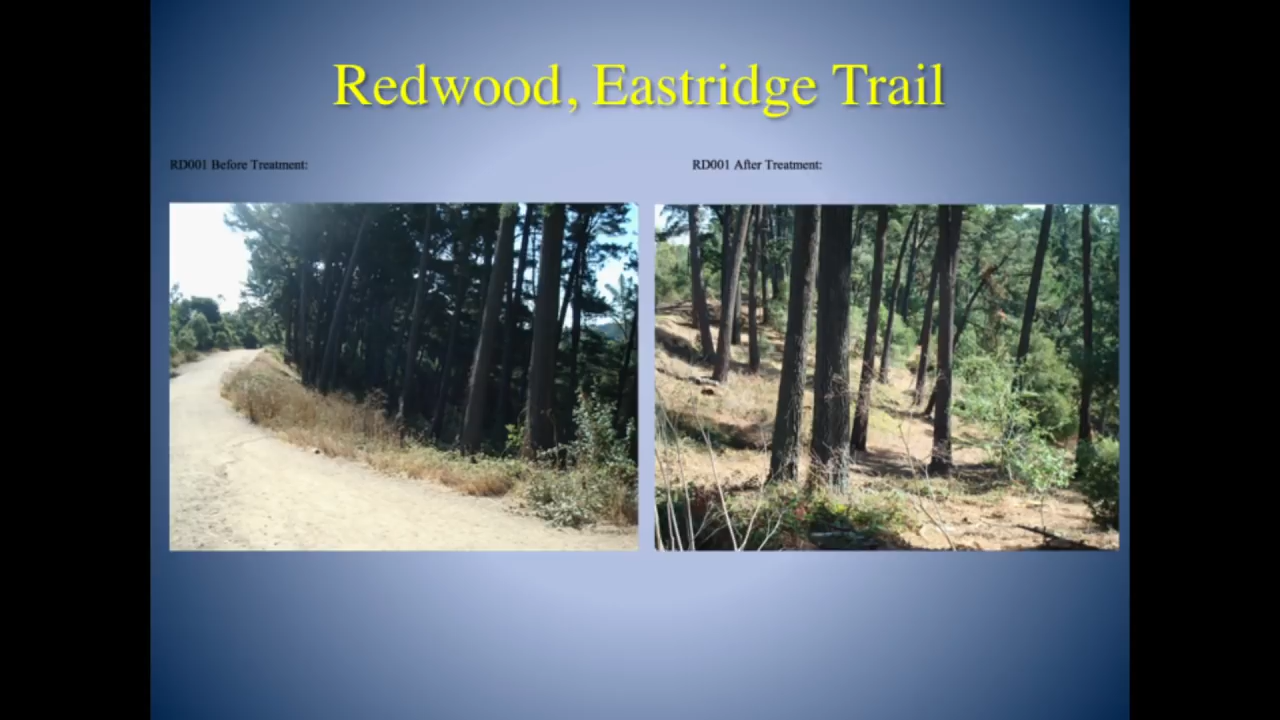 Redwood, Eastridge Trail
RD001 Before Treatment:
RD001 After Treatment: